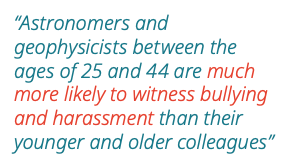 “Astronomers and
geophysicists between the
ages of 25 and 44 are much
more likely to witness bullying
and harassment than their
younger and older colleagues”